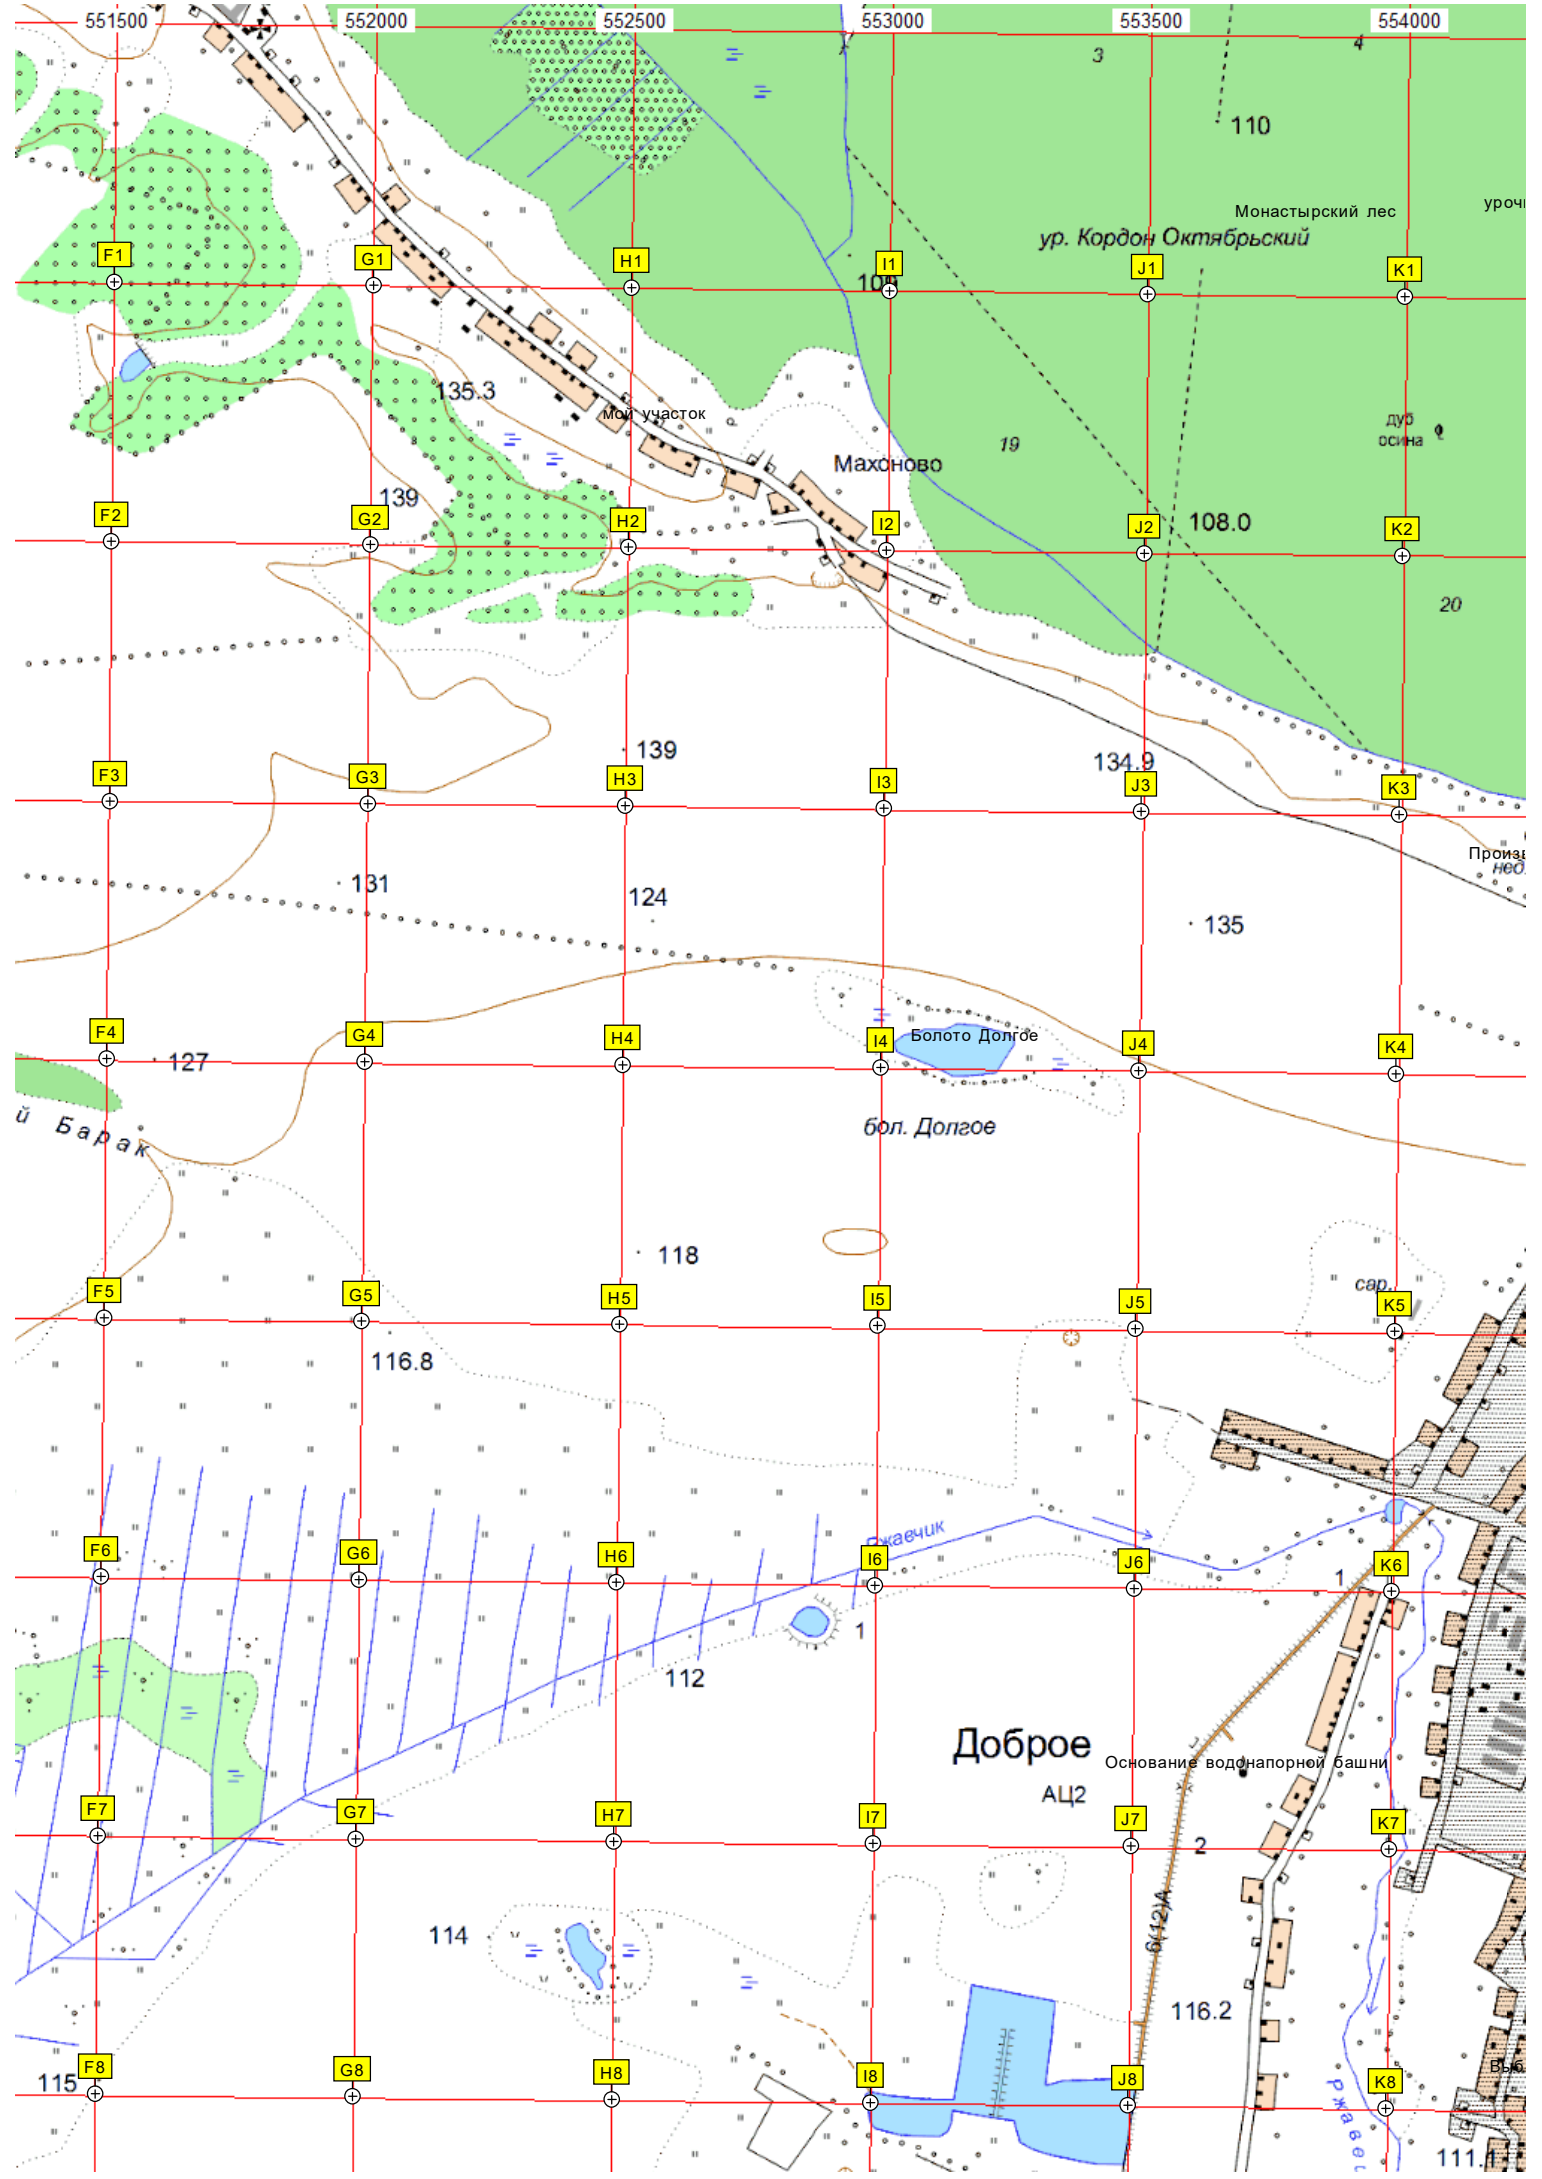 551500 552000 552500 553000 553500 554000
3 4
110
Монастырский лес
ур. Кордон Октябрьский
F1 G1 H1 I1 J1 K1
135.3
мой участок
дуб
осина
19
Махоново
139
F2 G2 H2 I2 J2 108.0 K2
20
139
134.9
F3 G3 H3 I3 J3 K3
131
124
135
F4 G4 H4 I4 Болото Долгое J4 K4
127
й Барак
бол. Долгое
118
сар.
F5 G5 H5 I5 J5 K5
116.8
Ржавчик
F6 G6 H6 I6 J6 K6
1
1
112
Доброе
Основание водонапорной башни
АЦ2
F7 G7 H7 I7 J7 K7
2
114
6(12)А
116.2
F8 G8 H8 I8 J8 K8
115
111.1